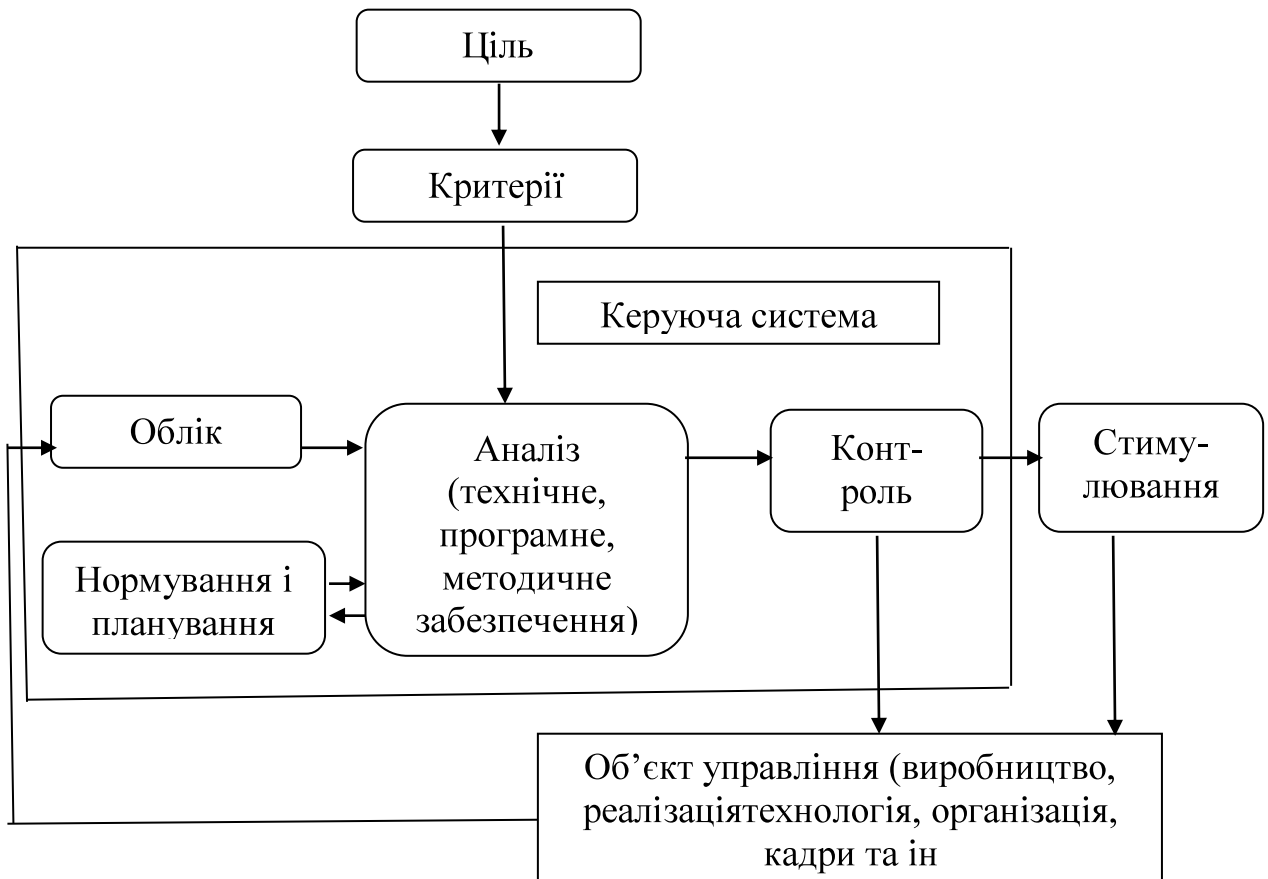 Ціль
Критерії
Керуюча система
Облік
Аналіз
(технічне,
програмне,
методичне
забезпечення)
Конт-
роль
Стиму-
лювання
Нормування і
планування
Об’єкт управління (виробництво,
реалізаціятехнологія, організація,
кадри та ін